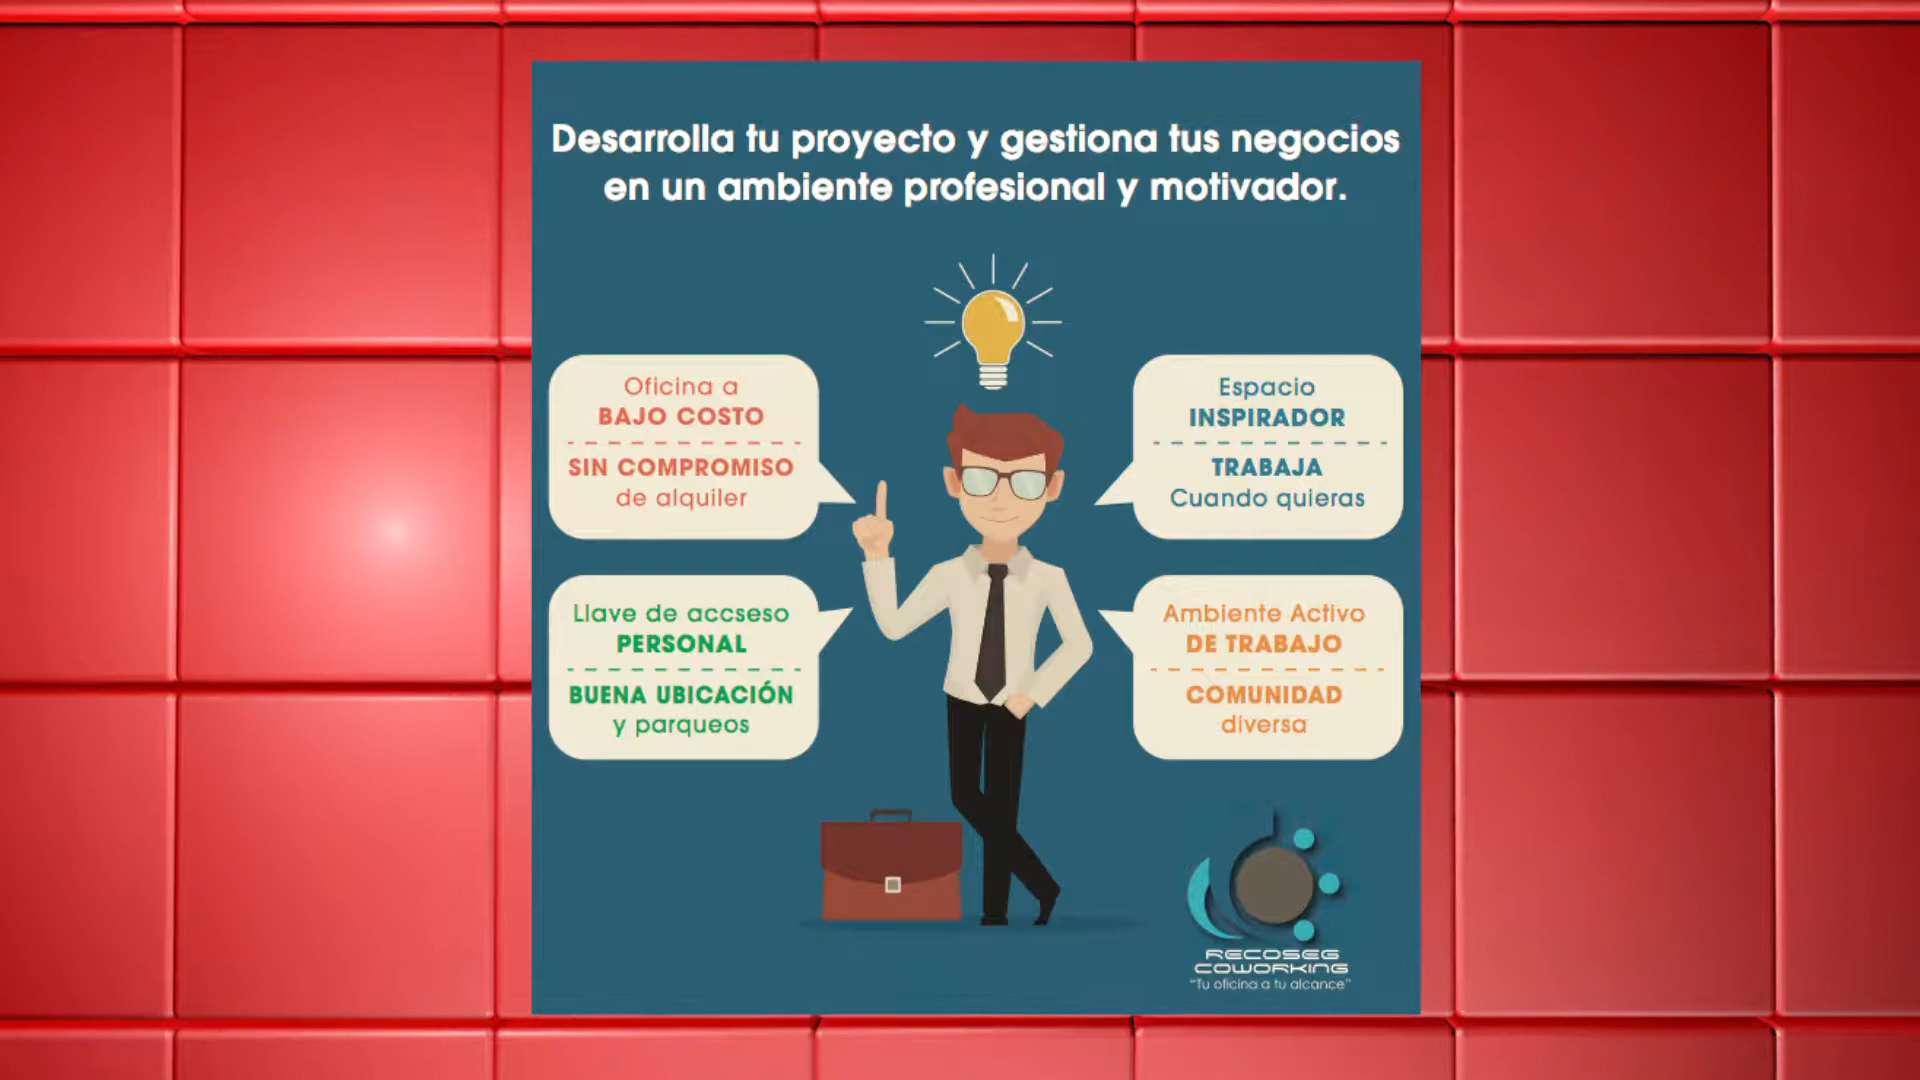 Desarrolla tu proyecto y gestiona tus negocios
en un ambiente profesional y motivador.
Oficina a
BAJO COSTO
SIN COMPROMISO
de alquiler
Espacio
INSPIRADOR
TRABAJA
Cuando quieras
Llave de accseso
PERSONAL
BUENA UBICACIÓN
y parqueos
Ambiente Activo
DE TRABAJO
COMUNIDAD
diversa
RECOSEG
COWORKING
"Tu oficina a tu alcance"